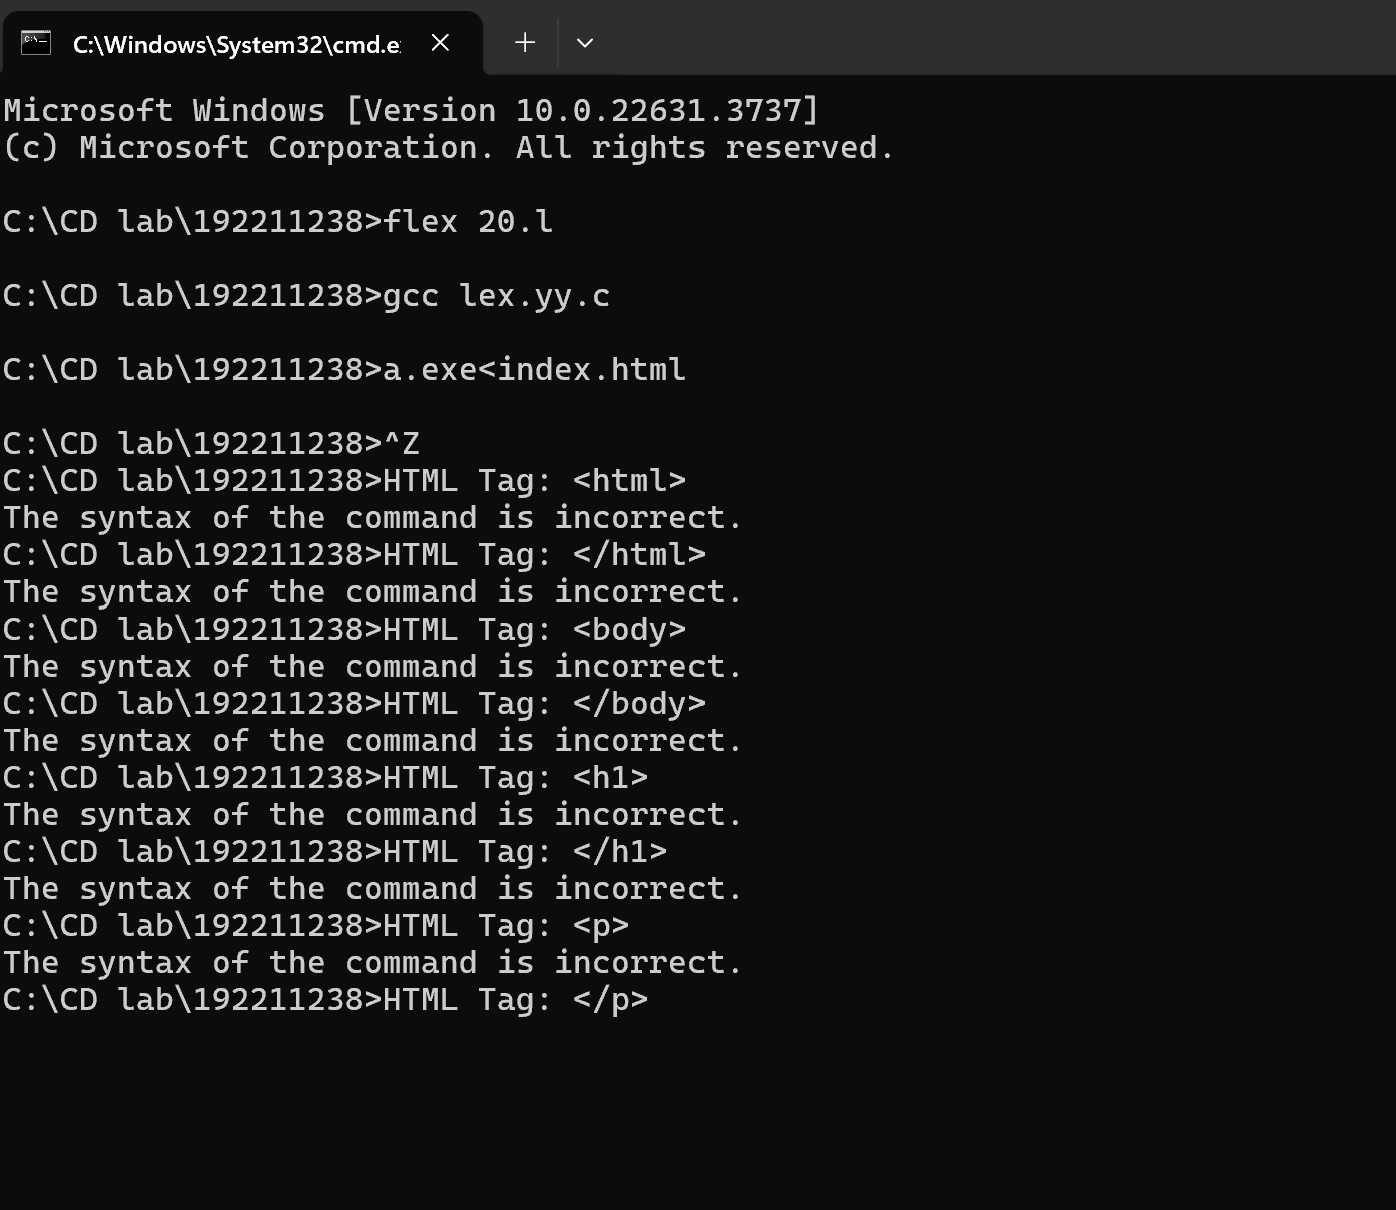 C:\Windows\System32\cmd.e
Microsoft Windows [Version 10.0.22631.3737]
(c) Microsoft Corporation. All rights reserved.
C:\CD lab\192211238>flex 20.l
C:\CD lab\192211238>gcc lex.yy.c
C:\CD lab\192211238>a.exe<index.html
C:\CD lab\192211238>^Z
C:\CD lab\192211238>HTML Tag: <html>
The syntax of the command is incorrect.
C:\CD lab\192211238>HTML Tag: </html>
The syntax of the command is incorrect.
C:\CD lab\192211238>HTML Tag: <body>
The syntax of the command is incorrect.
C:\CD lab\192211238>HTML Tag: </body>
The syntax of the command is incorrect.
C:\CD lab\192211238>HTML Tag: <h1>
The syntax of the command is incorrect.
C:\CD lab\192211238>HTML Tag: </h1>
The syntax of the command is incorrect.
C:\CD lab\192211238>HTML Tag: <p>
The syntax of the command is incorrect.
C:\CD lab\192211238>HTML Tag: </p>